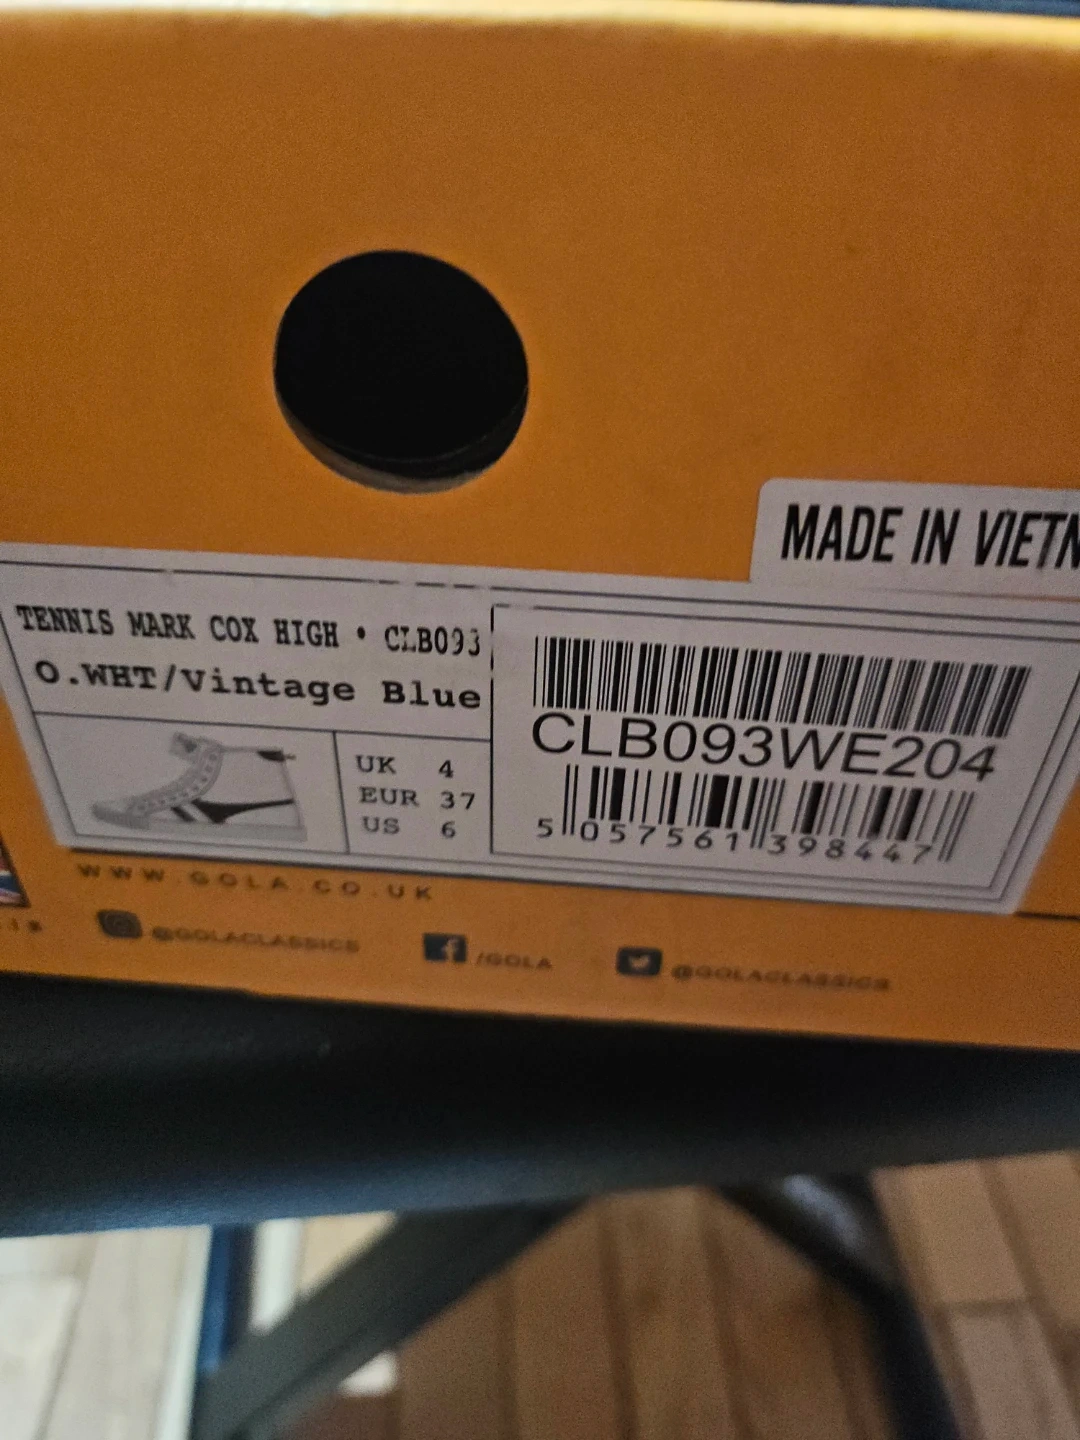 MADE IN VIETN
TENNIS MARK COX HIGH • CLB093
O.WHT/Vintage Blue
UK 4
EUR 37
US 6
CLB093WE204
5 057561 398447
WWW.GOLA.CO.UK
@GOLACLASSICS
/GOLA
@GOLACLASSICS